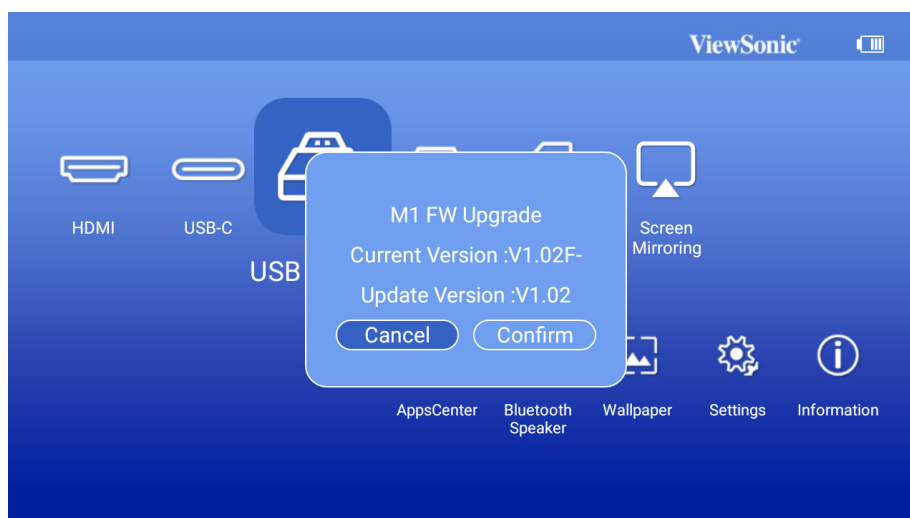 ViewSonic
HDMI
USB-C
USB
M1 FW Upgrade
Current Version :V1.02F-
Update Version :V1.02
Cancel
Confirm
Screen
Mirroring
AppsCenter
Bluetooth
Speaker
Wallpaper
Settings
Information